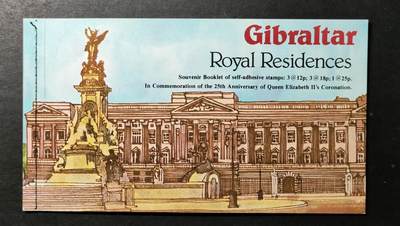 Gibraltar
Royal Residences
Souvenir Booklet of self-adhesive stamps: 3@12p; 3@18p; 1@25p.
In Commemoration of the 25th Anniversary of Queen Elizabeth II's Coronation.